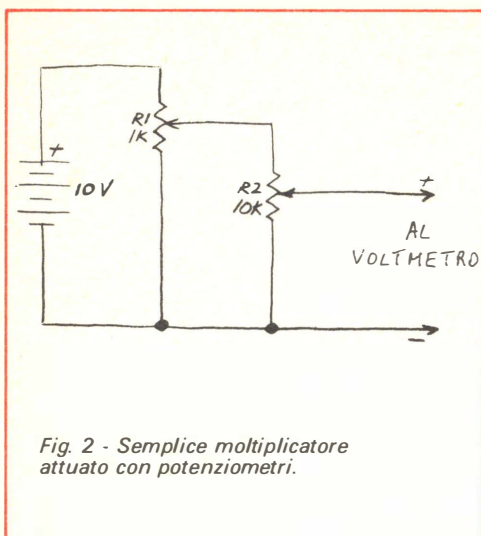 +
10V
R1
1K
R2
10K
+
AL
VOLTMETRO
-
Fig. 2 - Semplice moltiplicatore
attuato con potenziometri.